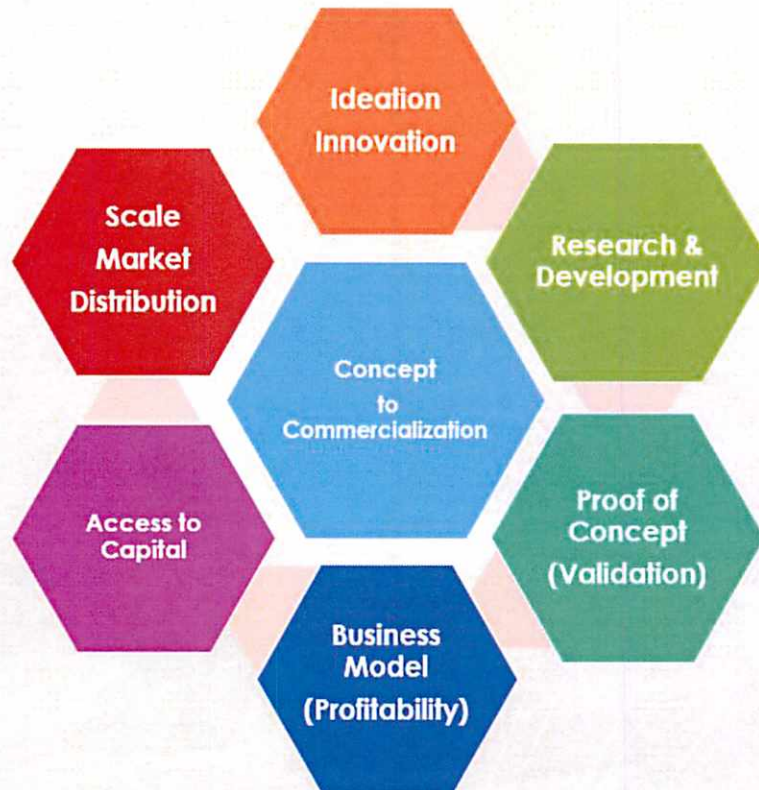 Ideation
Innovation
Research &
Development
Proof of
Concept
(Validation)
Business
Model
(Profitability)
Access to
Capital
Scale
Market
Distribution
Concept
to
Commercialization